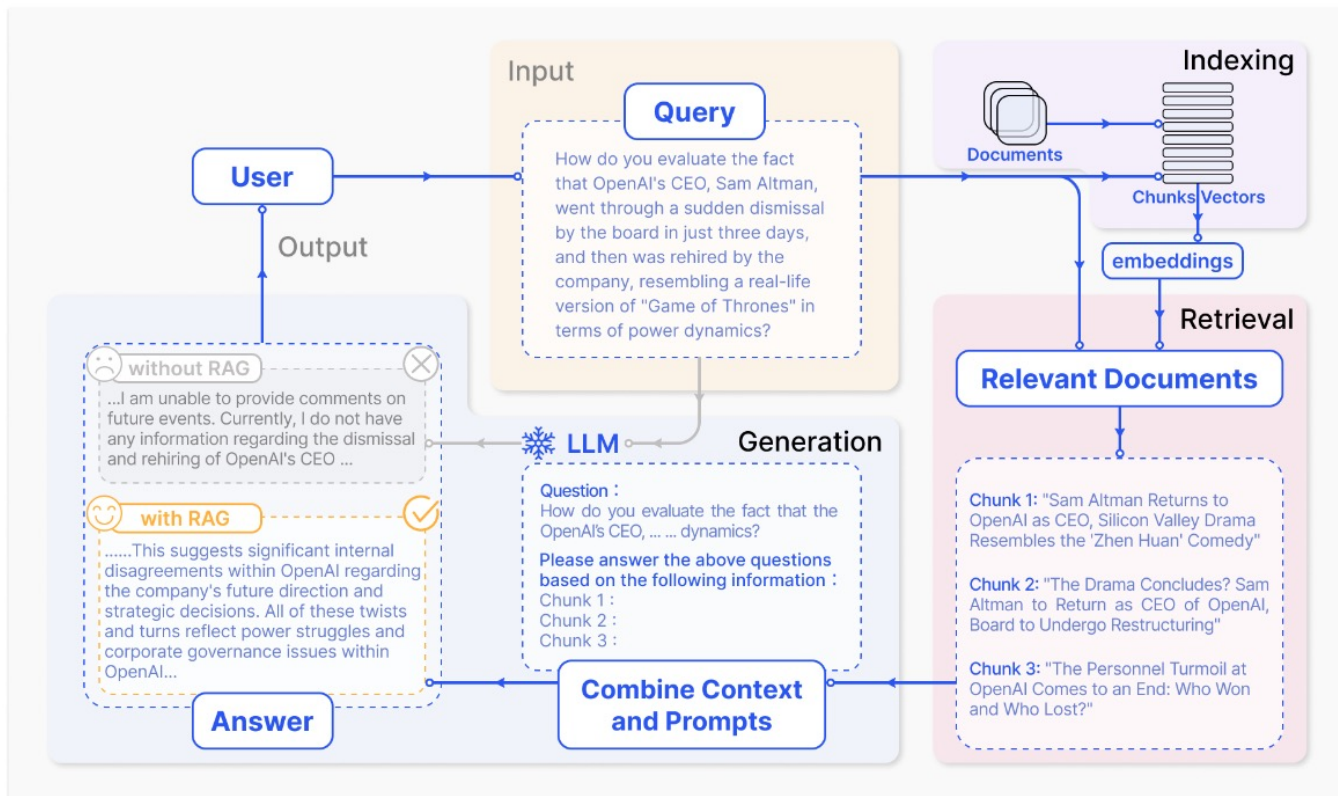 Input
Query
How do you evaluate the fact
that OpenAI's CEO, Sam Altman,
went through a sudden dismissal
by the board in just three days,
and then was rehired by the
company, resembling a real-life
version of "Game of Thrones" in
terms of power dynamics?
Indexing
Documents
Chunks Vectors
embeddings
User
Output
Retrieval
Relevant Documents
Chunk 1: "Sam Altman Returns to
OpenAI as CEO, Silicon Valley Drama
Resembles the 'Zhen Huan' Comedy"
Chunk 2: "The Drama Concludes? Sam
Altman to Return as CEO of OpenAI,
Board to Undergo Restructuring"
Chunk 3: "The Personnel Turmoil at
OpenAI Comes to an End: Who Won
and Who Lost?"
LLM
Generation
Question :
How do you evaluate the fact that the
OpenAI's CEO, ... ... dynamics?
Please answer the above questions
based on the following information :
Chunk 1 :
Chunk 2 :
Chunk 3 :
Combine Context
and Prompts
without RAG
...I am unable to provide comments on
future events. Currently, I do not have
any information regarding the dismissal
and rehiring of OpenAI's CEO ...
with RAG
......This suggests significant internal
disagreements within OpenAI regarding
the company's future direction and
strategic decisions. All of these twists
and turns reflect power struggles and
corporate governance issues within
OpenAI...
Answer